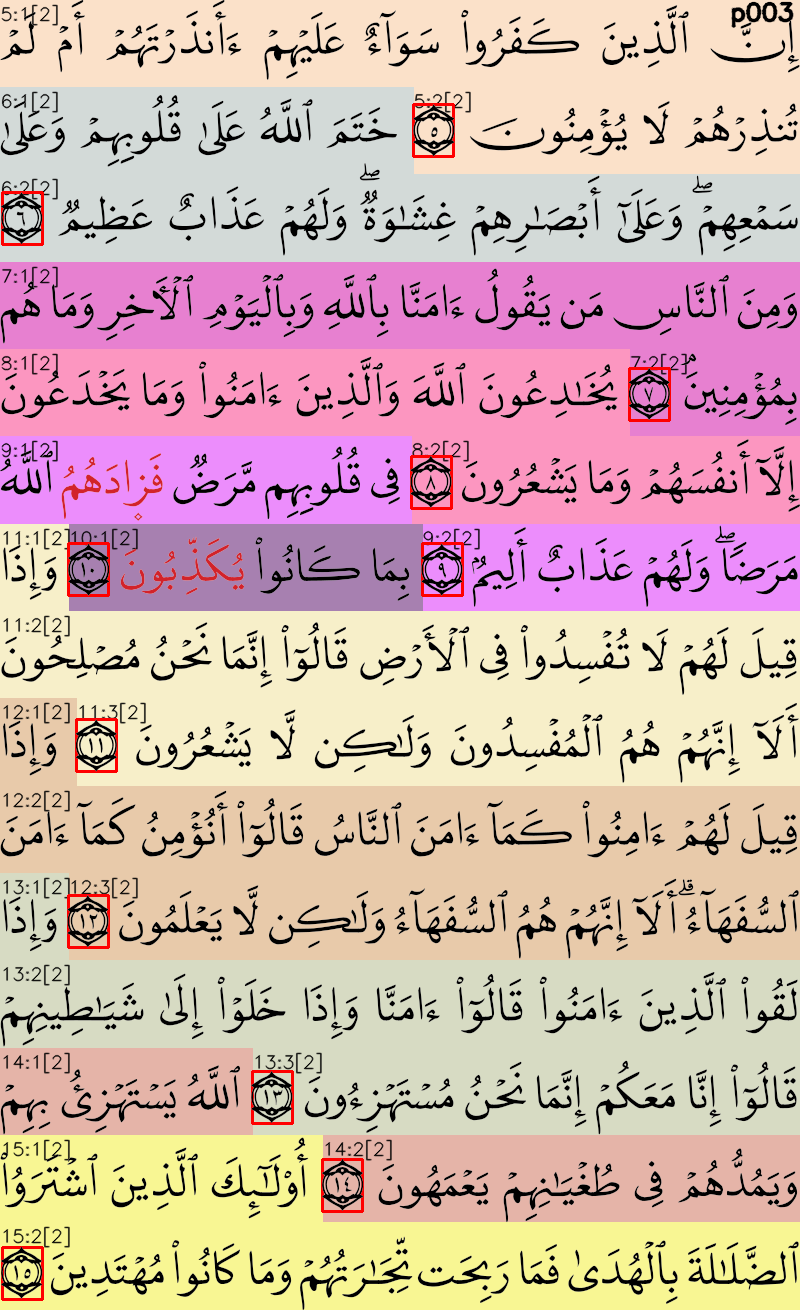 5:1[2] p003
إِنَّ ٱلَّذِينَ كَفَرُواْ سَوَآءٌ عَلَيۡهِمۡ ءَأَنذَرۡتَهُمۡ أَمۡ لَمۡ
6:1[2] 5:2[2]
تُنذِرۡهُمۡ لَا يُؤۡمِنُونَ ٥ خَتَمَ ٱللَّهُ عَلَىٰ قُلُوبِهِمۡ وَعَلَىٰ
6:2[2]
سَمۡعِهِمۡۖ وَعَلَىٰٓ أَبۡصَٰرِهِمۡ غِشَٰوَةٞۖ وَلَهُمۡ عَذَابٌ عَظِيمٞ ٦
7:1[2]
وَمِنَ ٱلنَّاسِ مَن يَقُولُ ءَامَنَّا بِٱللَّهِ وَبِٱلۡيَوۡمِ ٱلۡأٓخِرِ وَمَا هُم
8:1[2] 7:2[2]
بِمُؤۡمِنِينَ ٧ يُخَٰدِعُونَ ٱللَّهَ وَٱلَّذِينَ ءَامَنُواْ وَمَا يَخۡدَعُونَ
9:1[2] 8:2[2]
إِلَّآ أَنفُسَهُمۡ وَمَا يَشۡعُرُونَ ٨ فِي قُلُوبِهِم مَّرَضٞ فَزَادَهُمُ ٱللَّهُ
11:1[2] 10:1[2] 9:2[2]
مَرَضٗاۖ وَلَهُمۡ عَذَابٌ أَلِيمُۢ ٩ بِمَا كَانُواْ يُكَذِّبُونَ ١٠ وَإِذَا
11:2[2]
قِيلَ لَهُمۡ لَا تُفۡسِدُواْ فِي ٱلۡأَرۡضِ قَالُوٓاْ إِنَّمَا نَحۡنُ مُصۡلِحُونَ
12:1[2] 11:3[2]
أَلَآ إِنَّهُمۡ هُمُ ٱلۡمُفۡسِدُونَ وَلَٰكِن لَّا يَشۡعُرُونَ ١١ وَإِذَا
12:2[2]
قِيلَ لَهُمۡ ءَامِنُواْ كَمَآ ءَامَنَ ٱلنَّاسُ قَالُوٓاْ أَنُؤۡمِنُ كَمَآ ءَامَنَ
13:1[2] 12:3[2]
ٱلسُّفَهَآءُۗ أَلَآ إِنَّهُمۡ هُمُ ٱلسُّفَهَآءُ وَلَٰكِن لَّا يَعۡلَمُونَ ١٢ وَإِذَا
13:2[2]
لَقُواْ ٱلَّذِينَ ءَامَنُواْ قَالُوٓاْ ءَامَنَّا وَإِذَا خَلَوۡاْ إِلَىٰ شَيَٰطِينِهِمۡ
14:1[2] 13:3[2]
قَالُوٓاْ إِنَّا مَعَكُمۡ إِنَّمَا نَحۡنُ مُسۡتَهۡزِءُونَ ١٣ ٱللَّهُ يَسۡتَهۡزِئُ بِهِمۡ
15:1[2] 14:2[2]
وَيَمُدُّهُمۡ فِي طُغۡيَٰنِهِمۡ يَعۡمَهُونَ ١٤ أُوْلَٰٓئِكَ ٱلَّذِينَ ٱشۡتَرَوُاْ
15:2[2]
ٱلضَّلَٰلَةَ بِٱلۡهُدَىٰ فَمَا رَبِحَت تِّجَٰرَتُهُمۡ وَمَا كَانُواْ مُهۡتَدِينَ ١٥